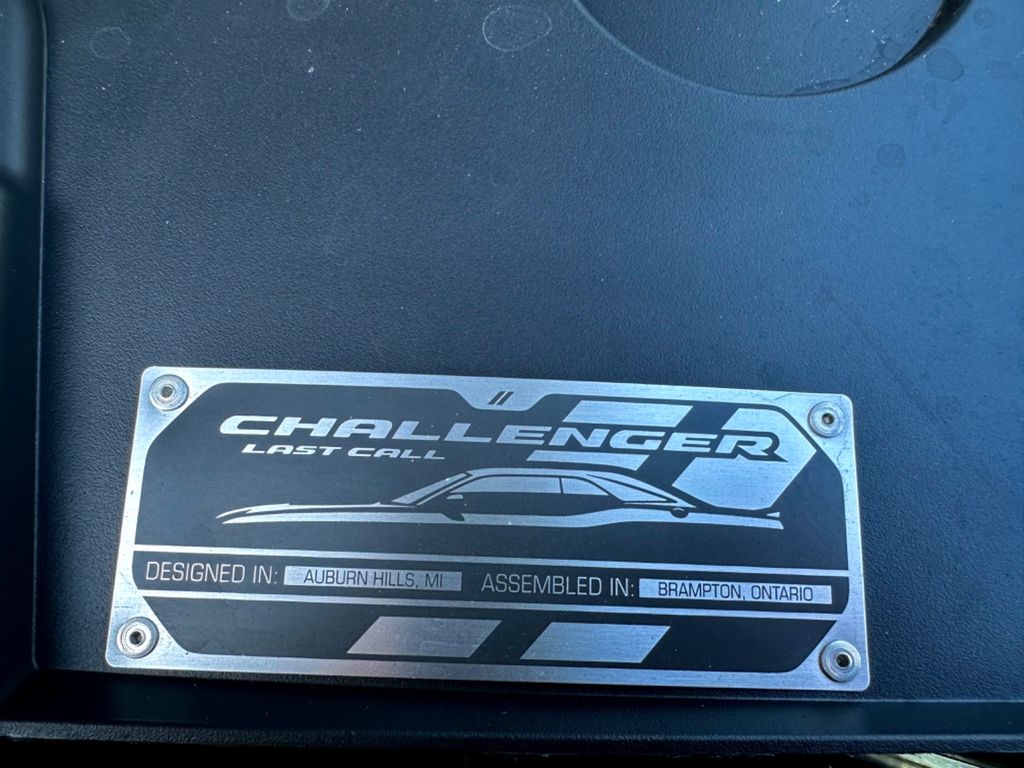 CHALLENGER
LAST CALL
DESIGNED IN: AUBURN HILLS, MI ASSEMBLED IN: BRAMPTON, ONTARIO